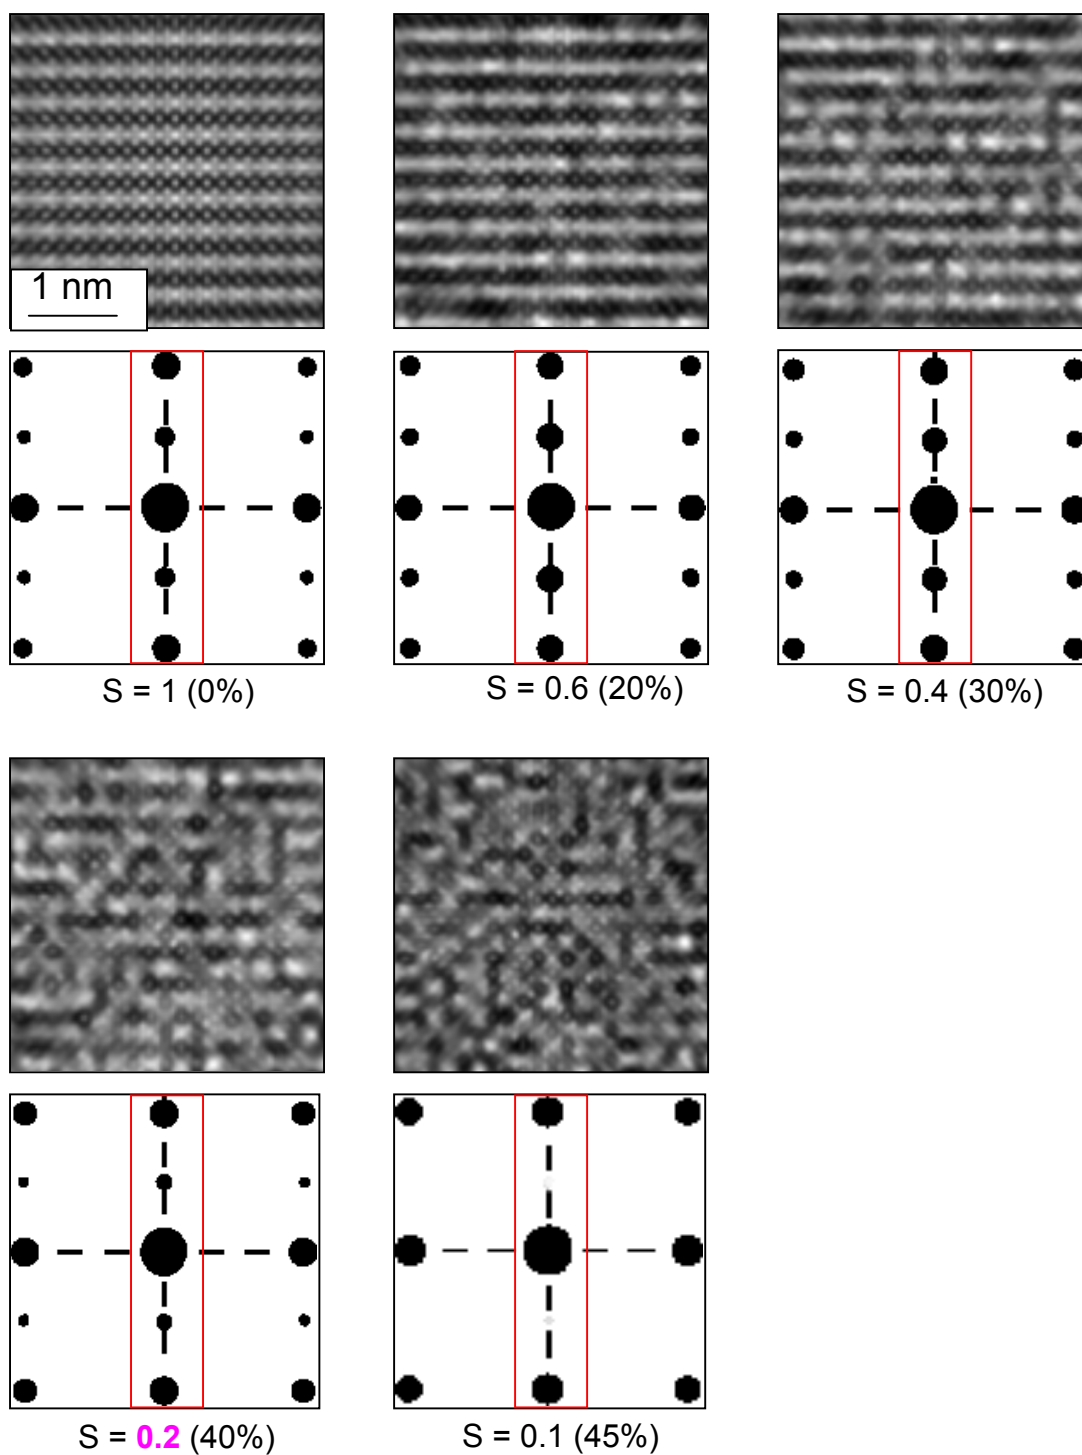 1 nm
S = 1 (0%)
S = 0.6 (20%)
S = 0.4 (30%)
S = 0.2 (40%)
S = 0.1 (45%)